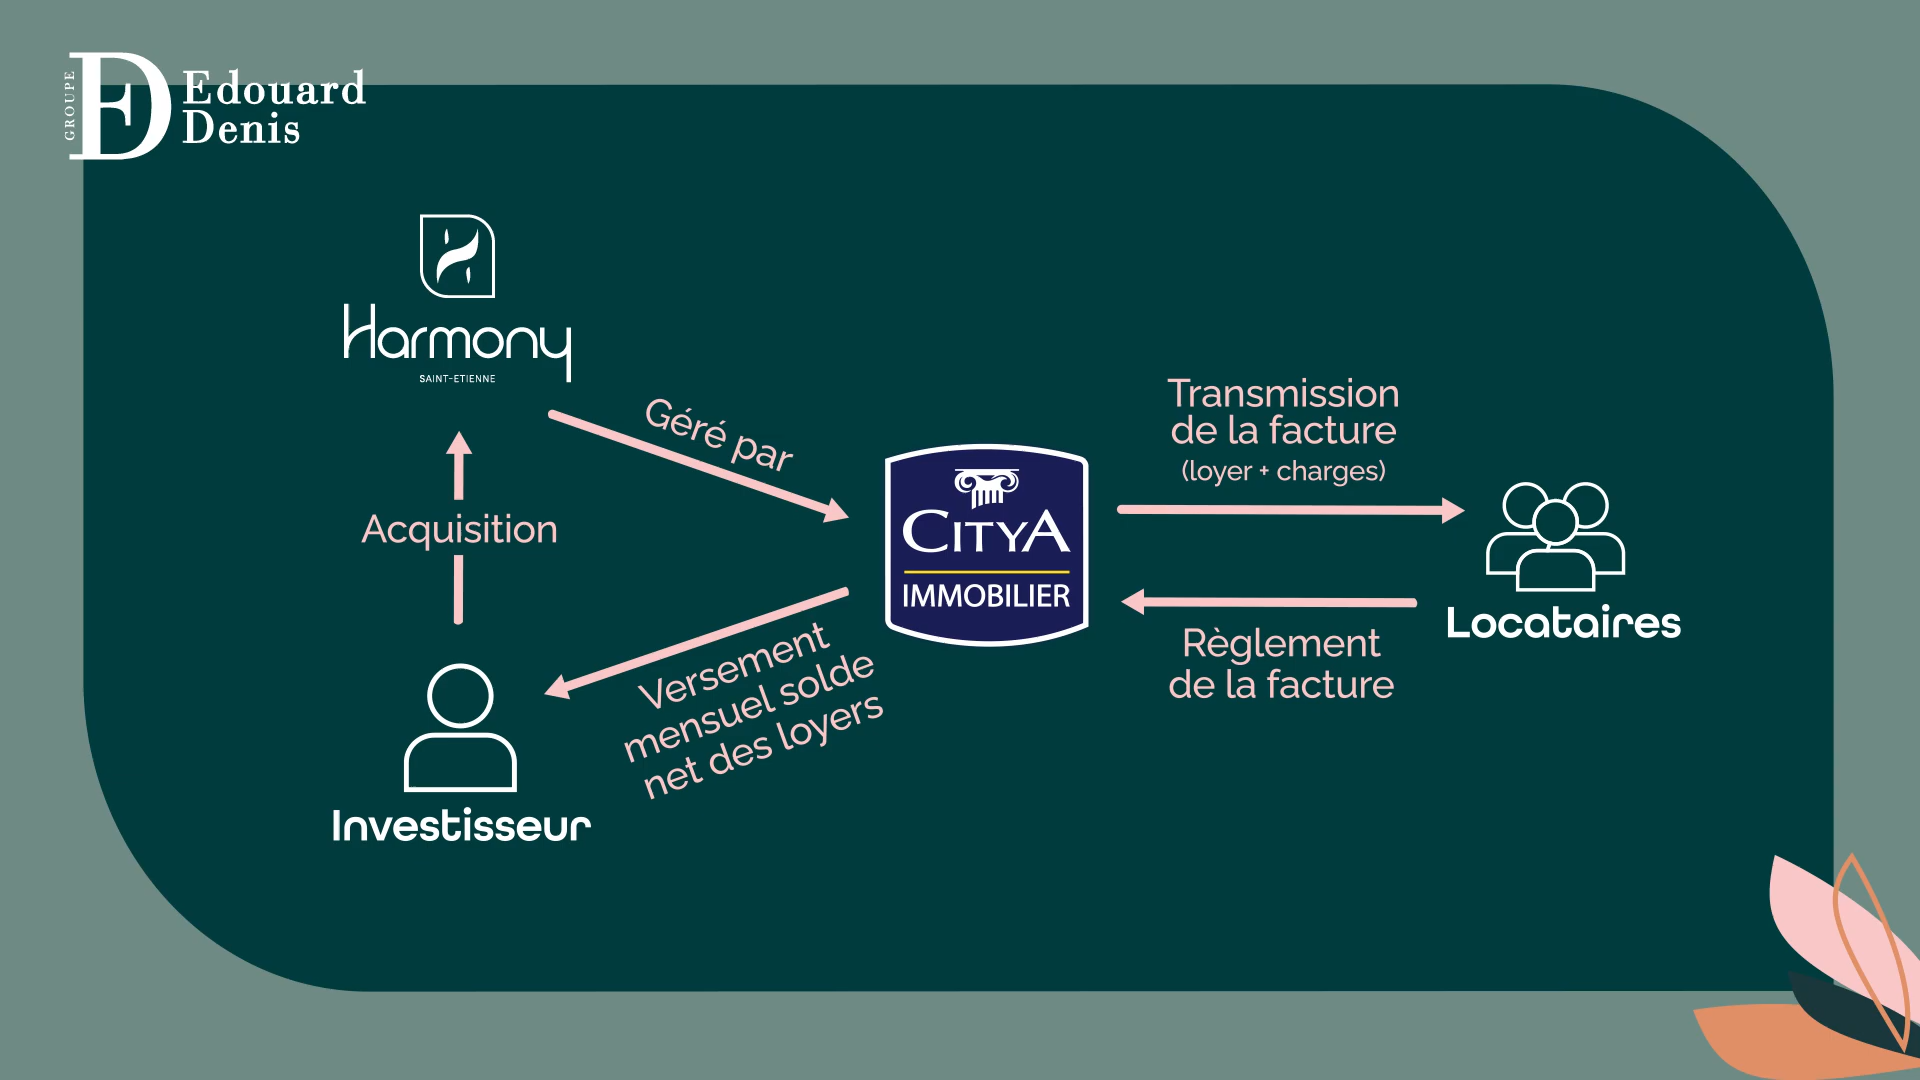 GROUPE
ED
Edouard
Denis
Harmony
SAINT-ETIENNE
Géré par
Acquisition
Investisseur
Versement
mensuel solde
net des loyers
CITYA
IMMOBILIER
Transmission
de la facture
(loyer + charges)
Locataires
Règlement
de la facture